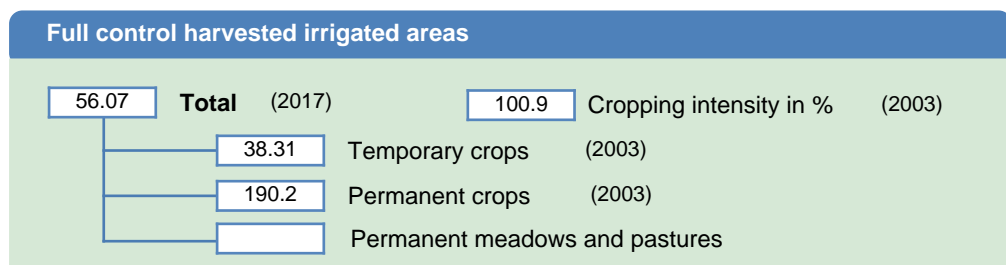 Full control harvested irrigated areas
56.07 Total (2017) 100.9 Cropping intensity in % (2003)
38.31 Temporary crops (2003)
190.2 Permanent crops (2003)
Permanent meadows and pastures